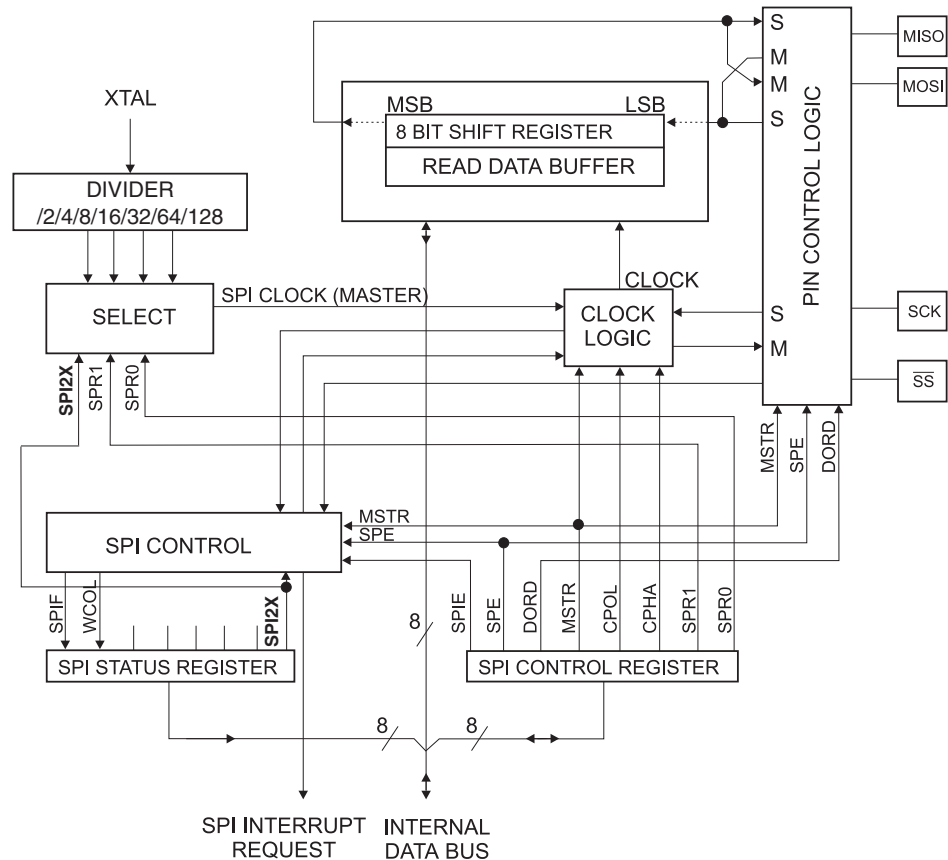 S
MISO
M
M
MOSI
S
MSB
LSB
8 BIT SHIFT REGISTER
READ DATA BUFFER
PIN CONTROL LOGIC
XTAL
DIVIDER
/2/4/8/16/32/64/128
SPI CLOCK (MASTER)
CLOCK
SELECT
CLOCK
LOGIC
S
M
SCK
SS
SPI2X
SPR1
SPR0
MSTR
SPE
DORD
MSTR
SPE
SPI CONTROL
SPIF
WCOL
SPI2X
8
SPIE
SPE
DORD
MSTR
CPOL
CPHA
SPR1
SPR0
SPI STATUS REGISTER
SPI CONTROL REGISTER
8
8
SPI INTERRUPT
REQUEST
INTERNAL
DATA BUS